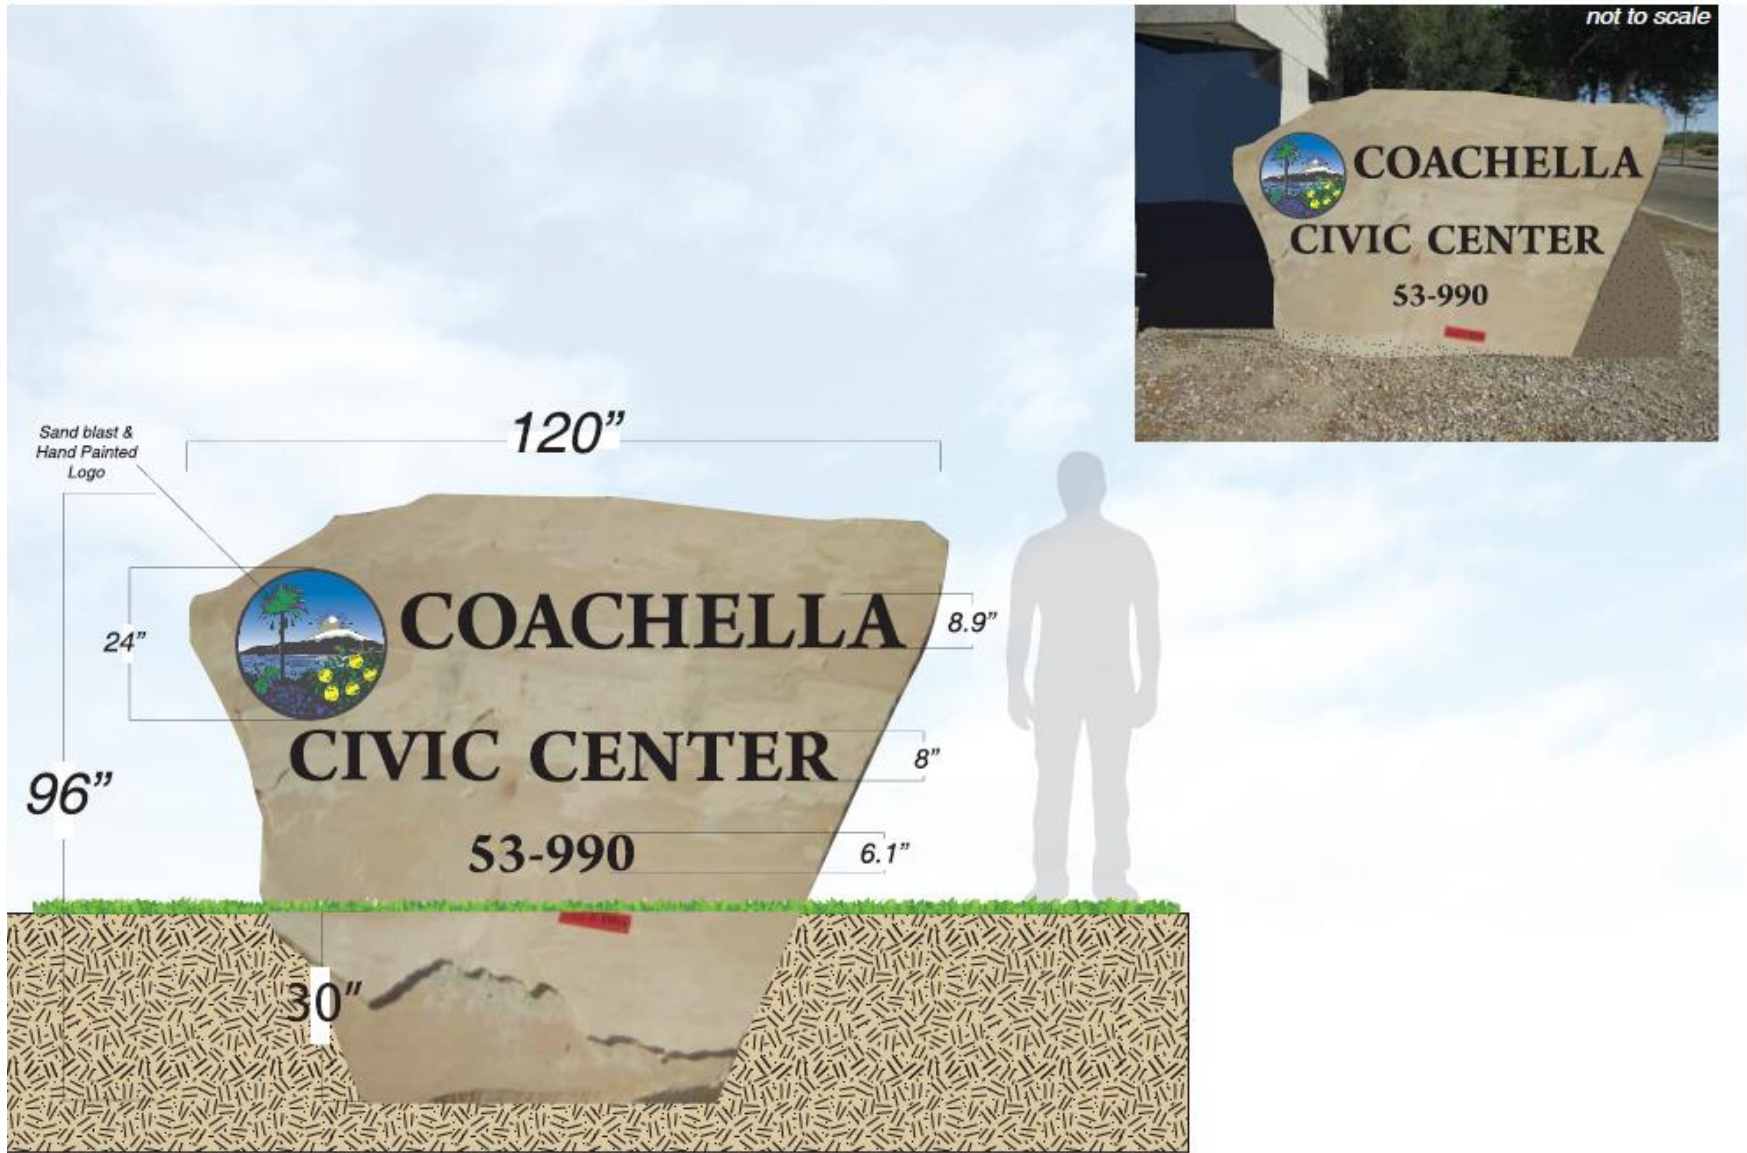 not to scale
COACHELLA
CIVIC CENTER
53-990
120”
Sand blast &
Hand Painted
Logo
24”
96”
COACHELLA
8.9”
CIVIC CENTER
8”
53-990
6.1”
30”